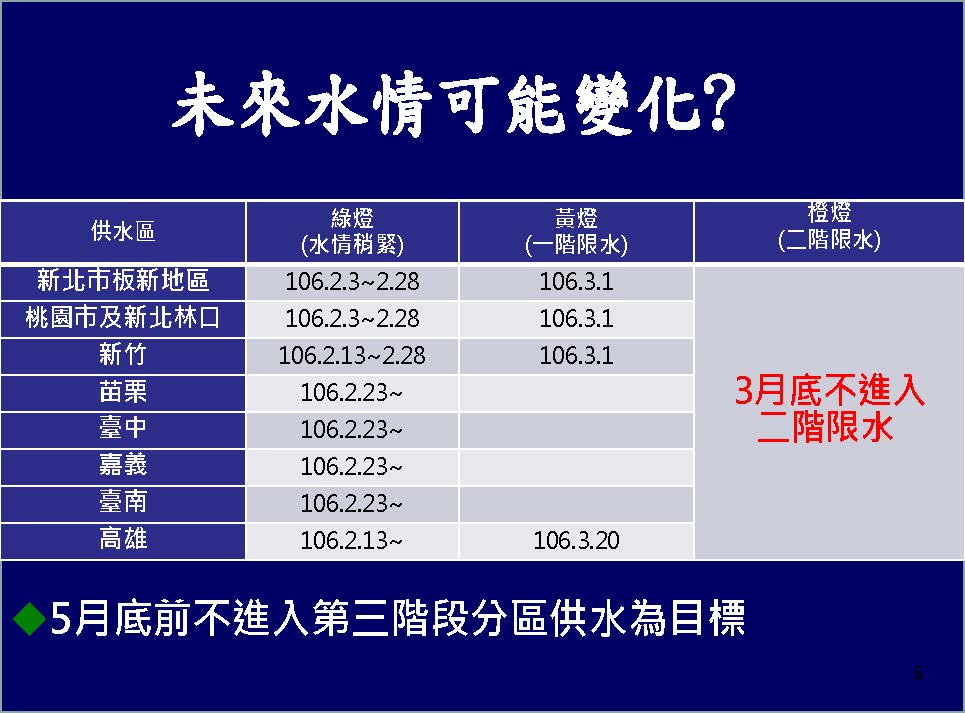 未來水情可能變化?
供水區 綠燈 黃燈 橙燈
(水情稍緊) (一階限水) (二階限水)
新北市板新地區 106.2.3~2.28 106.3.1
桃園市及新北林口 106.2.3~2.28 106.3.1
新竹 106.2.13~2.28 106.3.1
苗栗 106.2.23~
臺中 106.2.23~
嘉義 106.2.23~
臺南 106.2.23~
高雄 106.2.13~ 106.3.20
3月底不進入
二階限水
◆5月底前不進入第三階段分區供水為目標
5